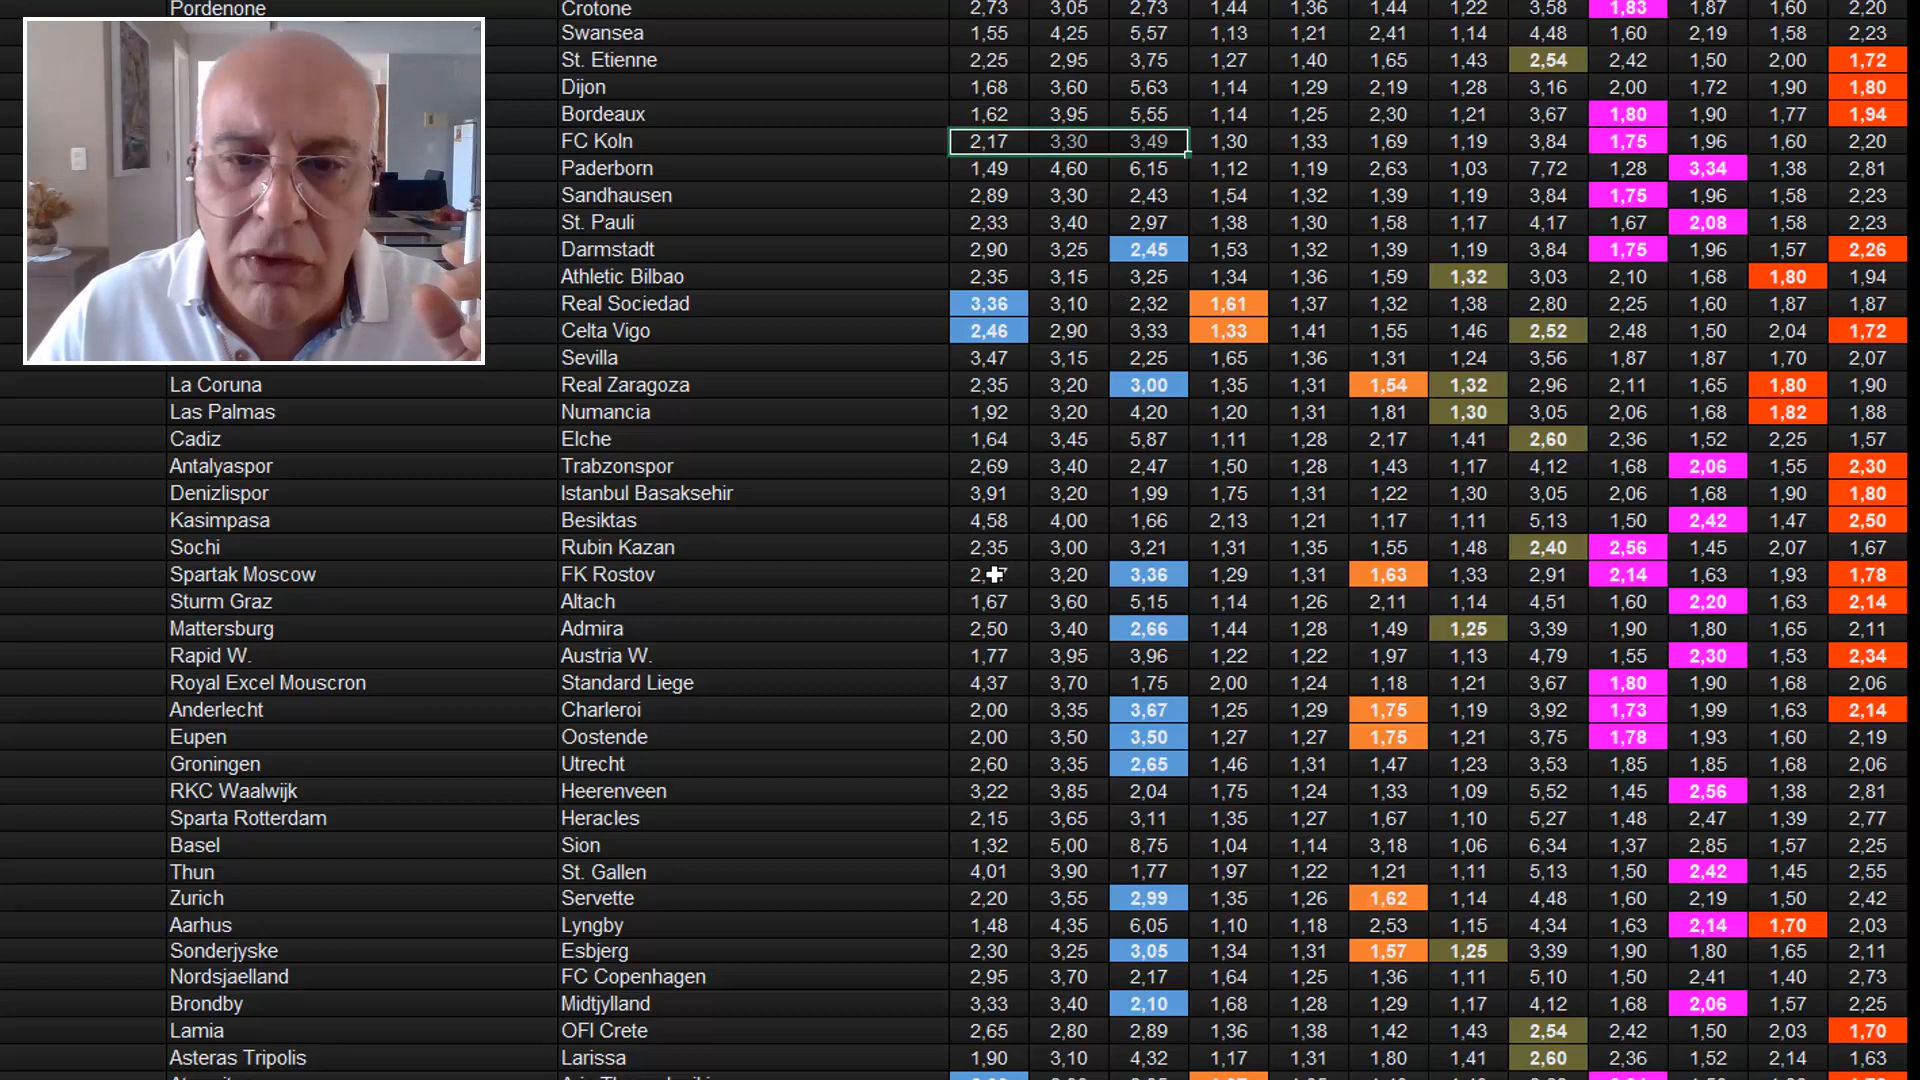 Pordenone Crotone 2,73 3,05 2,73 1,44 1,36 1,44 1,22 3,58 1,83 1,87 1,60 2,20
Swansea 1,55 4,25 5,57 1,13 1,21 2,41 1,14 4,48 1,60 2,19 1,58 2,23
St. Etienne 2,25 2,95 3,75 1,27 1,40 1,65 1,43 2,54 2,42 1,50 2,00 1,72
Dijon 1,68 3,60 5,63 1,14 1,29 2,19 1,28 3,16 2,00 1,72 1,90 1,80
Bordeaux 1,62 3,95 5,55 1,14 1,25 2,30 1,21 3,67 1,80 1,90 1,77 1,94
FC Koln 2,17 3,30 3,49 1,30 1,33 1,69 1,19 3,84 1,75 1,96 1,60 2,20
Paderborn 1,49 4,60 6,15 1,12 1,19 2,63 1,03 7,72 1,28 3,34 1,38 2,81
Sandhausen 2,89 3,30 2,43 1,54 1,32 1,39 1,19 3,84 1,75 1,96 1,58 2,23
St. Pauli 2,33 3,40 2,97 1,38 1,30 1,58 1,17 4,17 1,67 2,08 1,58 2,23
Darmstadt 2,90 3,25 2,45 1,53 1,32 1,39 1,19 3,84 1,75 1,96 1,57 2,26
Athletic Bilbao 2,35 3,15 3,25 1,34 1,36 1,59 1,32 3,03 2,10 1,68 1,80 1,94
Real Sociedad 3,36 3,10 2,32 1,61 1,37 1,32 1,38 2,80 2,25 1,60 1,87 1,87
Celta Vigo 2,46 2,90 3,33 1,33 1,41 1,55 1,46 2,52 2,48 1,50 2,04 1,72
Sevilla 3,47 3,15 2,25 1,65 1,36 1,31 1,24 3,56 1,87 1,87 1,70 2,07
La Coruna Real Zaragoza 2,35 3,20 3,00 1,35 1,31 1,54 1,32 2,96 2,11 1,65 1,80 1,90
Las Palmas Numancia 1,92 3,20 4,20 1,20 1,31 1,81 1,30 3,05 2,06 1,68 1,82 1,88
Cadiz Elche 1,64 3,45 5,87 1,11 1,28 2,17 1,41 2,60 2,36 1,52 2,25 1,57
Antalyaspor Trabzonspor 2,69 3,40 2,47 1,50 1,28 1,43 1,17 4,12 1,68 2,06 1,55 2,30
Denizlispor Istanbul Basaksehir 3,91 3,20 1,99 1,75 1,31 1,22 1,30 3,05 2,06 1,68 1,90 1,80
Kasimpasa Besiktas 4,58 4,00 1,66 2,13 1,21 1,17 1,11 5,13 1,50 2,42 1,47 2,50
Sochi Rubin Kazan 2,35 3,00 3,21 1,31 1,35 1,55 1,48 2,40 2,56 1,45 2,07 1,67
Spartak Moscow FK Rostov 3,20 3,36 1,29 1,31 1,63 1,33 2,91 2,14 1,63 1,93 1,78
Sturm Graz Altach 1,67 3,60 5,15 1,14 1,26 2,11 1,14 4,51 1,60 2,20 1,63 2,14
Mattersburg Admira 2,50 3,40 2,66 1,44 1,28 1,49 1,25 3,39 1,90 1,80 1,65 2,11
Rapid W. Austria W. 1,77 3,95 3,96 1,22 1,22 1,97 1,13 4,79 1,55 2,30 1,53 2,34
Royal Excel Mouscron Standard Liege 4,37 3,70 1,75 2,00 1,24 1,18 1,21 3,67 1,80 1,90 1,68 2,06
Anderlecht Charleroi 2,00 3,35 3,67 1,25 1,29 1,75 1,19 3,92 1,73 1,99 1,63 2,14
Eupen Oostende 2,00 3,50 3,50 1,27 1,27 1,75 1,21 3,75 1,78 1,93 1,60 2,19
Groningen Utrecht 2,60 3,35 2,65 1,46 1,31 1,47 1,23 3,53 1,85 1,85 1,68 2,06
RKC Waalwijk Heerenveen 3,22 3,85 2,04 1,75 1,24 1,33 1,09 5,52 1,45 2,56 1,38 2,81
Sparta Rotterdam Heracles 2,15 3,65 3,11 1,35 1,27 1,67 1,10 5,27 1,48 2,47 1,39 2,77
Basel Sion 1,32 5,00 8,75 1,04 1,14 3,18 1,06 6,34 1,37 2,85 1,57 2,25
Thun St. Gallen 4,01 3,90 1,77 1,97 1,22 1,21 1,11 5,13 1,50 2,42 1,45 2,55
Zurich Servette 2,20 3,55 2,99 1,35 1,26 1,62 1,14 4,48 1,60 2,19 1,50 2,42
Aarhus Lyngby 1,48 4,35 6,05 1,10 1,18 2,53 1,15 4,34 1,63 2,14 1,70 2,03
Sonderjyske Esbjerg 2,30 3,25 3,05 1,34 1,31 1,57 1,25 3,39 1,90 1,80 1,65 2,11
Nordsjaelland FC Copenhagen 2,95 3,70 2,17 1,64 1,25 1,36 1,11 5,10 1,50 2,41 1,40 2,73
Brondby Midtjylland 3,33 3,40 2,10 1,68 1,28 1,29 1,17 4,12 1,68 2,06 1,57 2,25
Lamia OFI Crete 2,65 2,80 2,89 1,36 1,38 1,42 1,43 2,54 2,42 1,50 2,03 1,70
Asteras Tripolis Larissa 1,90 3,10 4,32 1,17 1,31 1,80 1,41 2,60 2,36 1,52 2,14 1,63